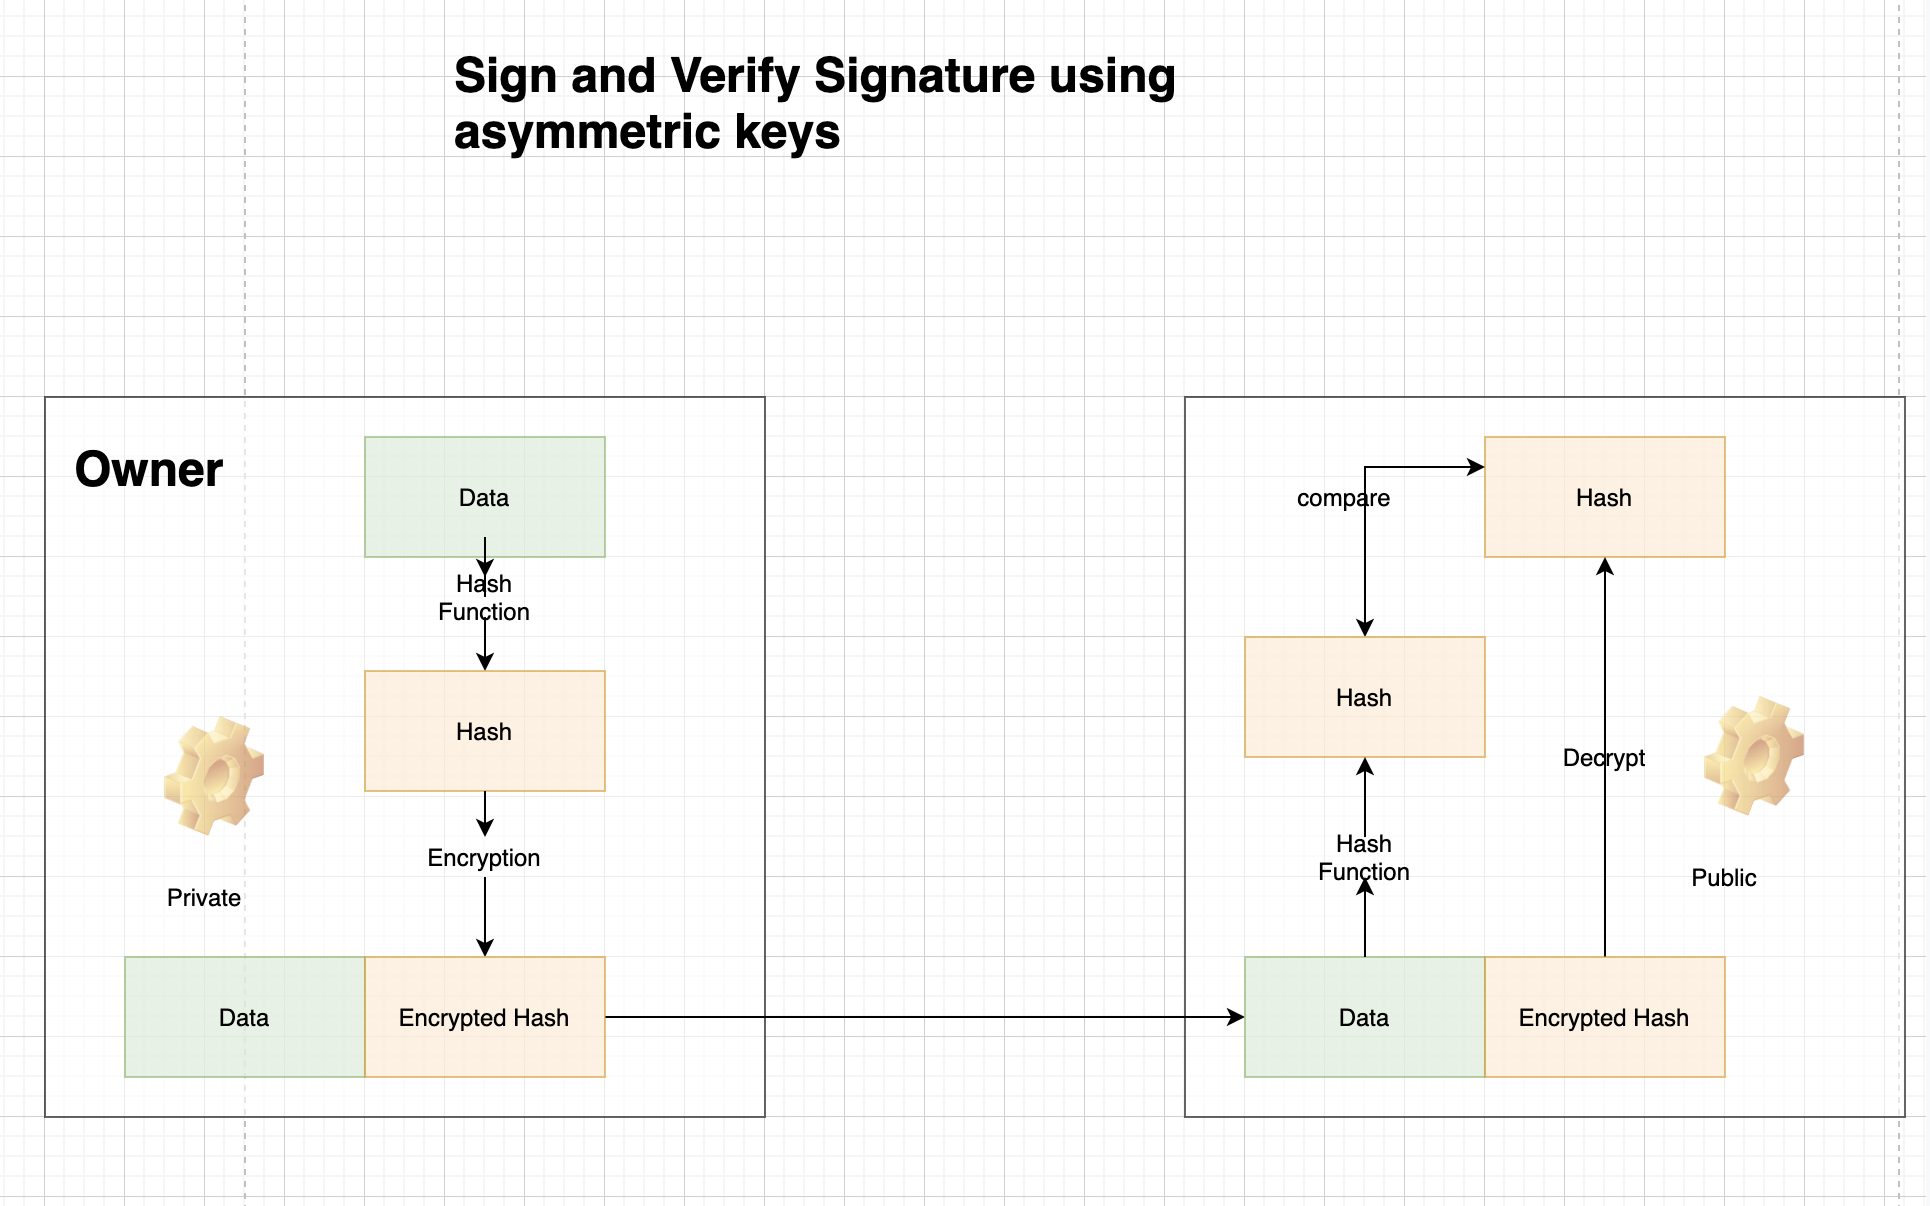 Sign and Verify Signature using
asymmetric keys
Owner
Data
Hash
Function
Hash
Encryption
Private
Data
Encrypted Hash
compare
Hash
Hash
Decrypt
Hash
Function
Public
Data
Encrypted Hash